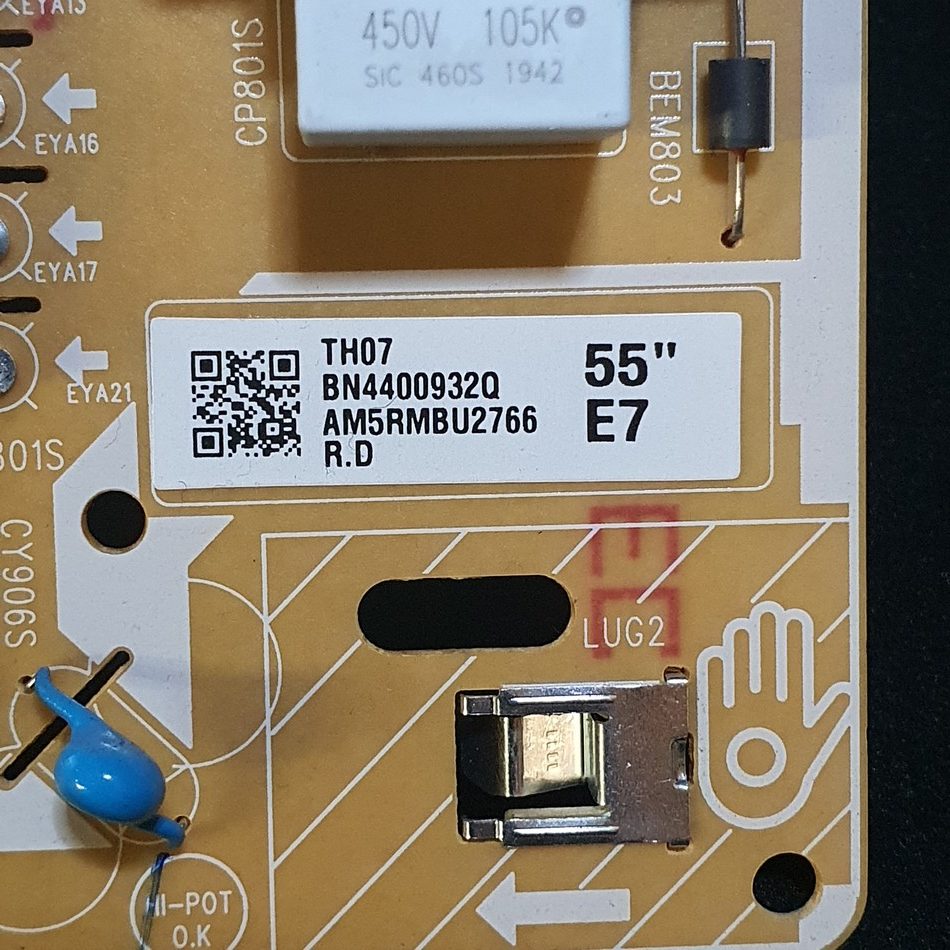 EYA15
450V 105K
SIC 460S 1942
CP801S
BEM803
EYA16
EYA17
EYA21
TH07
BN4400932Q
AM5RMBU2766
R.D
55"
E7
801S
CY906S
LUG2
HI-POT
O.K